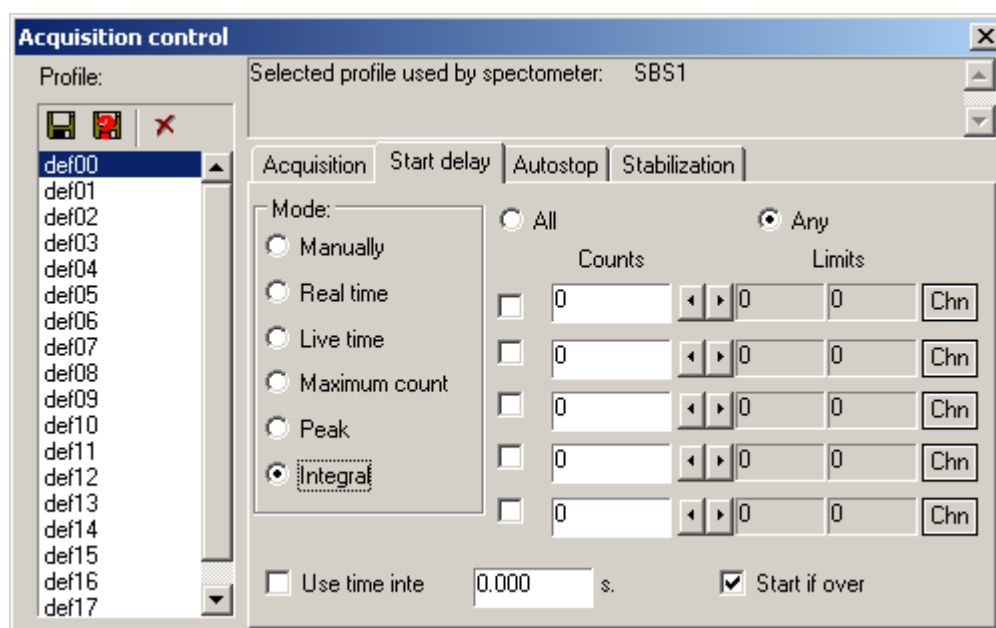 Acquisition control
Profile:
Selected profile used by spectometer: SBS1
def00
def01
def02
def03
def04
def05
def06
def07
def08
def09
def10
def11
def12
def13
def14
def15
def16
def17
Acquisition Start delay Autostop Stabilization
Mode:
Manually
Real time
Live time
Maximum count
Peak
Integral
All Any
Counts Limits
0 0 0 Chn
0 0 0 Chn
0 0 0 Chn
0 0 0 Chn
0 0 0 Chn
Use time inte 0.000 s. Start if over